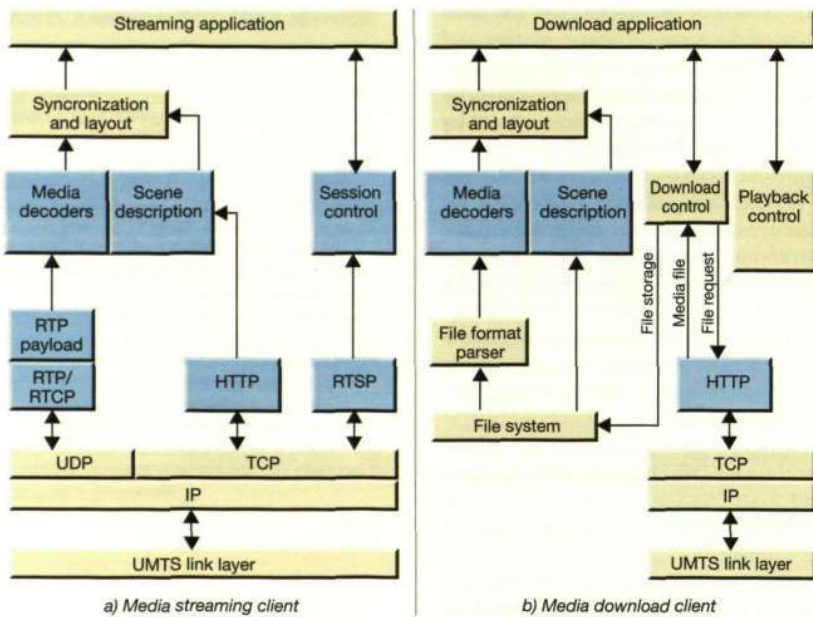 Streaming application
Syncronization
and layout
Media
decoders
Scene
description
Session
control
RTP
payload
RTP/
RTCP
HTTP
RTSP
UDP
TCP
IP
UMTS link layer
a) Media streaming client
Download application
Syncronization
and layout
Media
decoders
Scene
description
Download
control
Playback
control
File storage
Media file
File request
File format
parser
HTTP
File system
TCP
IP
UMTS link layer
b) Media download client